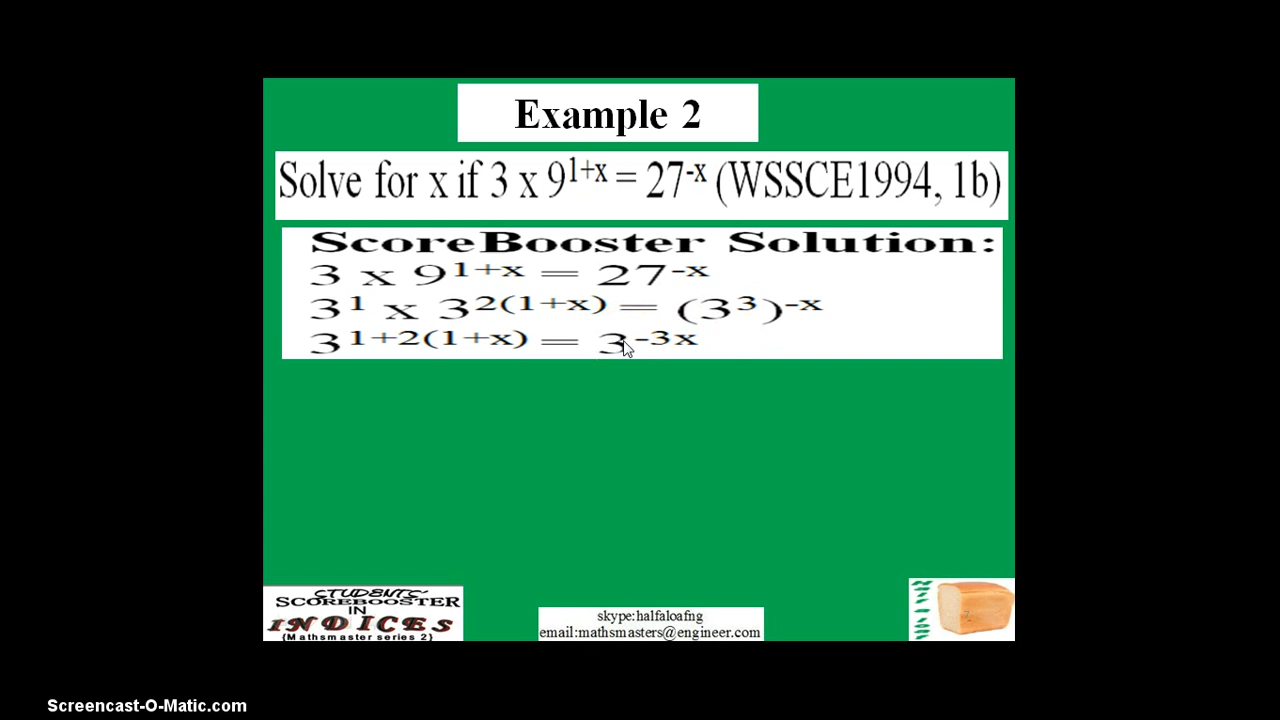 Example 2
Solve for x if 3 x 9^{1+x} = 27^{-x} (WSSCE1994, 1b)
ScoreBooster Solution:
3 x 9^{1+x} = 27^{-x}
3^1 x 3^{2(1+x)} = (3^3)^{-x}
3^{1+2(1+x)} = 3^{-3x}
STUDENTS
SCOREBOOSTER
IN
INDICES
{Mathsmaster series 2}
skype:halfaloafng
email:mathsmasters@engineer.com
Screencast-O-Matic.com